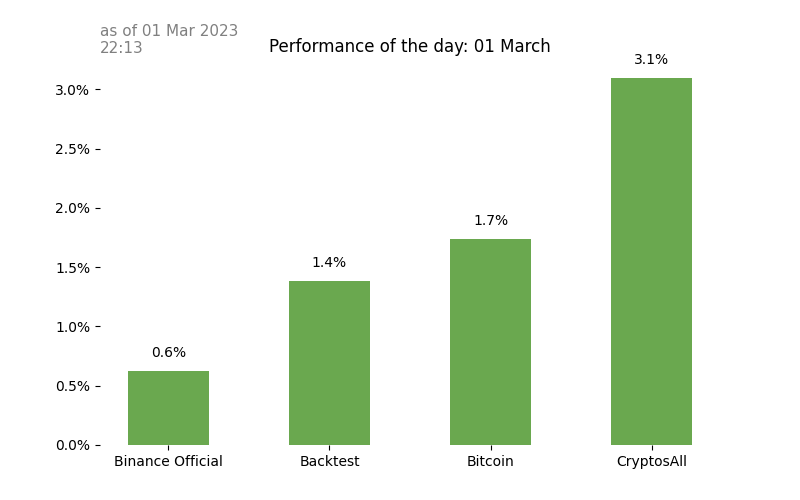 as of 01 Mar 2023
22:13
Performance of the day: 01 March
3.1%
3.0%
2.5%
2.0%
1.7%
1.5%
1.4%
1.0%
0.6%
0.5%
0.0%
Binance Official
Backtest
Bitcoin
CryptosAll